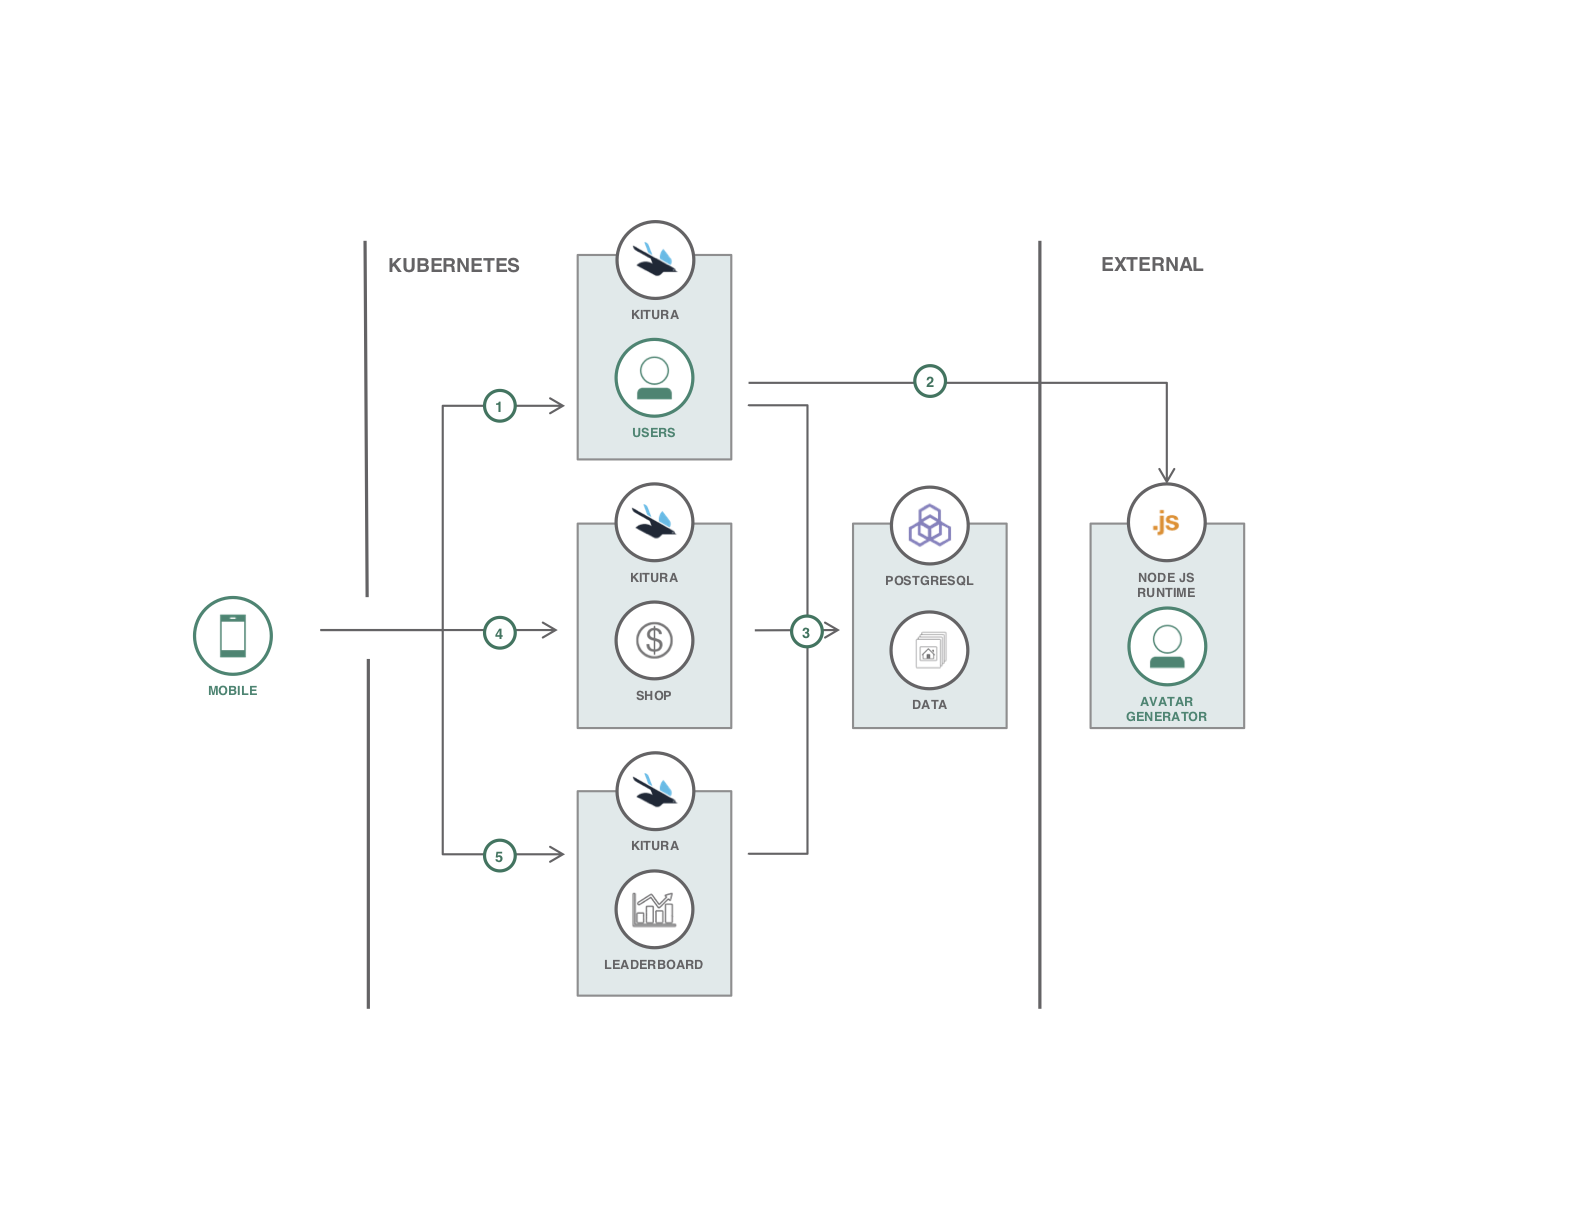 KUBERNETES
EXTERNAL
KITURA
USERS
1
2
KITURA
SHOP
4
3
POSTGRESQL
DATA
.js
NODE JS
RUNTIME
AVATAR
GENERATOR
MOBILE
KITURA
LEADERBOARD
5
$